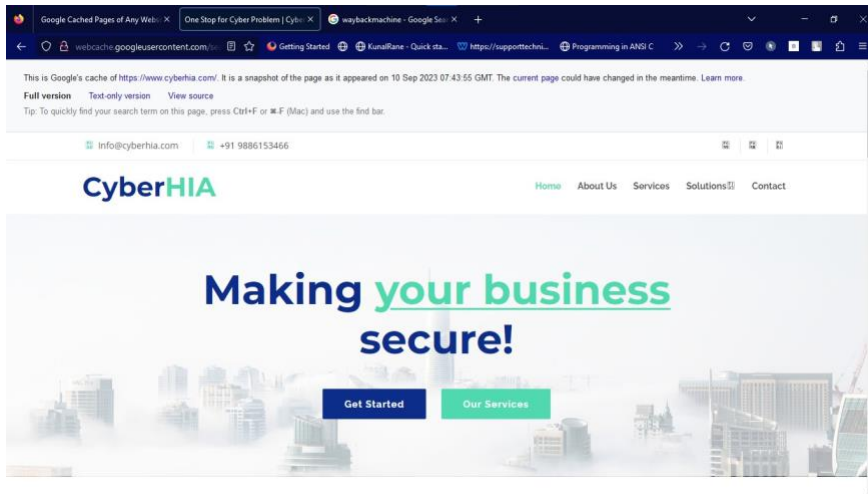 Google Cached Pages of Any Webs
One Stop for Cyber Problem | Cybe
waybackmachine - Google Sear
webcache.googleusercontent.com/se
Getting Started
KunalRane - Quick sta...
https://supporttechni...
Programming in ANSI C
This is Google's cache of https://www.cyberhia.com/. It is a snapshot of the page as it appeared on 10 Sep 2023 07:43:55 GMT. The current page could have changed in the meantime. Learn more.
Full version Text-only version View source
Tip: To quickly find your search term on this page, press Ctrl+F or ⌘-F (Mac) and use the find bar.
Info@cyberhia.com +91 9886153466
CyberHIA
Home About Us Services Solutions Contact
Making your business
secure!
Get Started Our Services